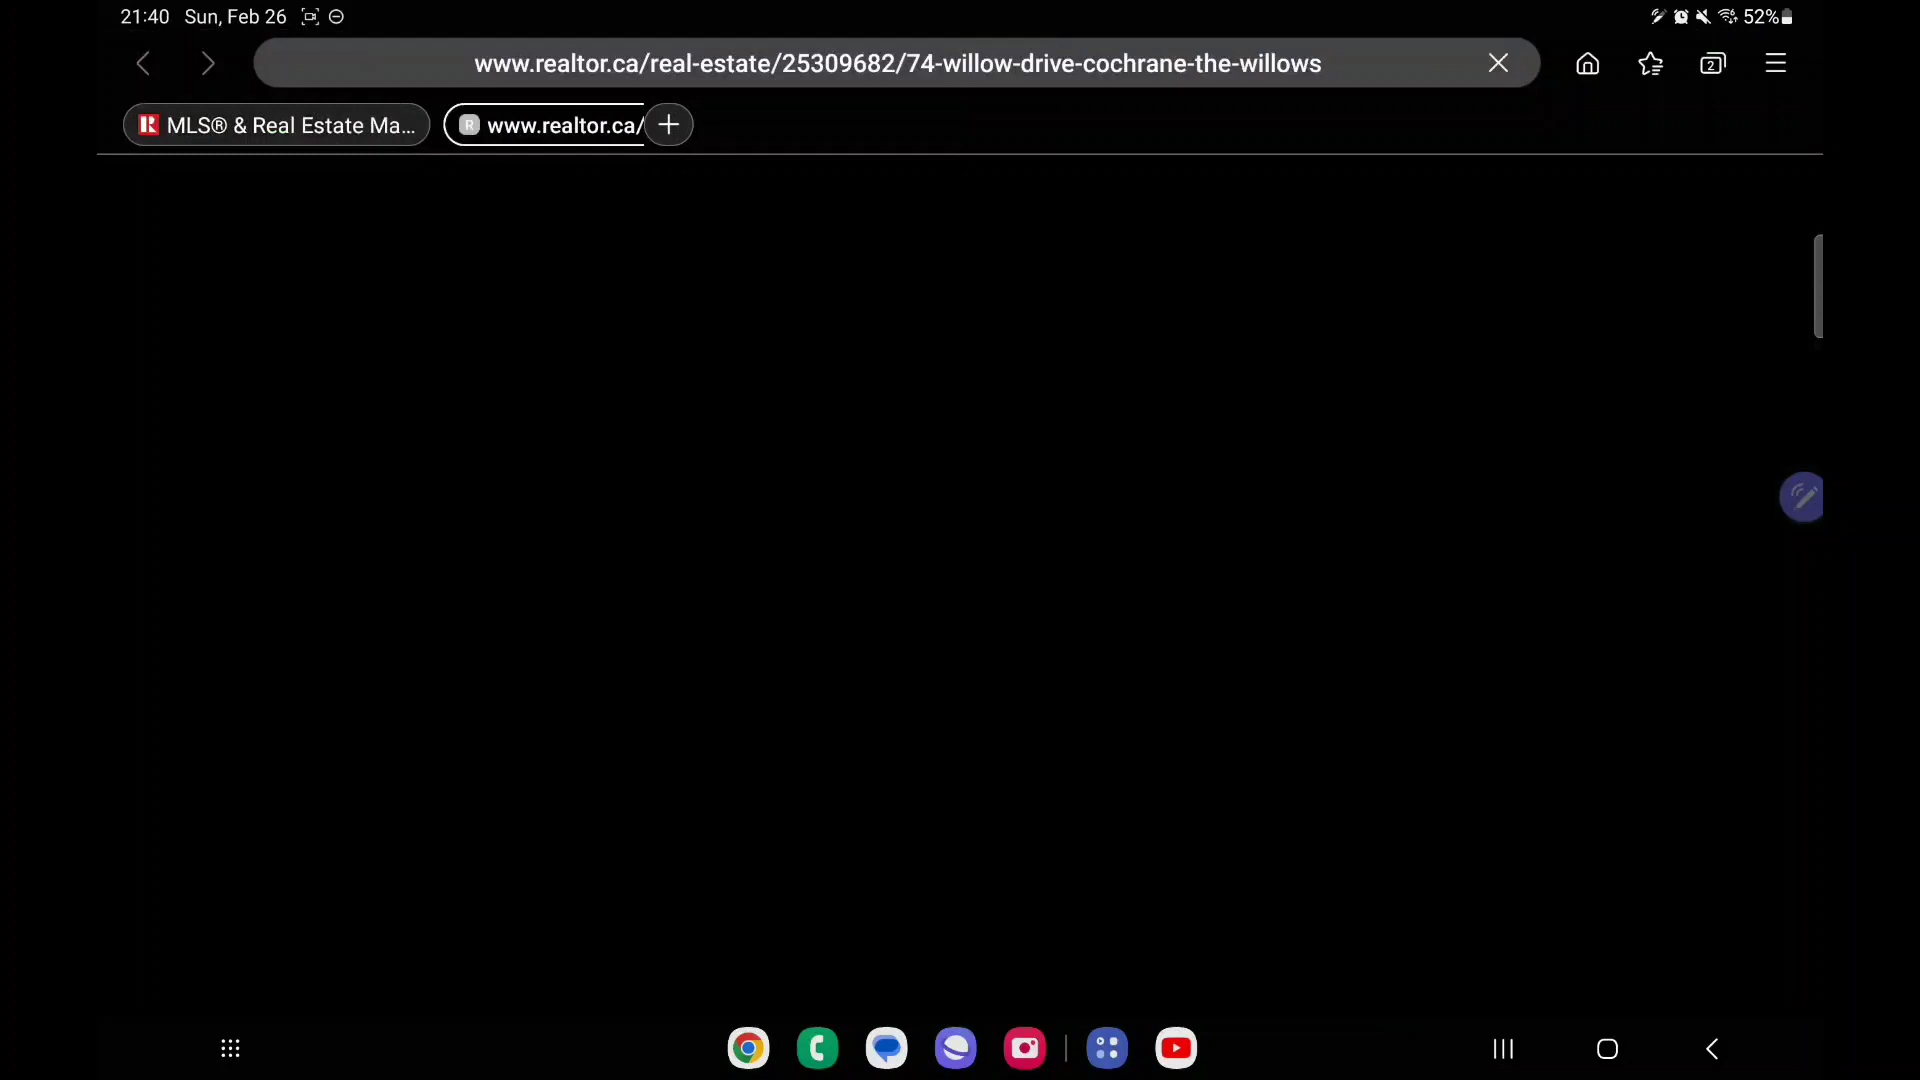 21:40 Sun, Feb 26 52%
www.realtor.ca/real-estate/25309682/74-willow-drive-cochrane-the-willows
2
MLS® & Real Estate Ma...
R www.realtor.ca/